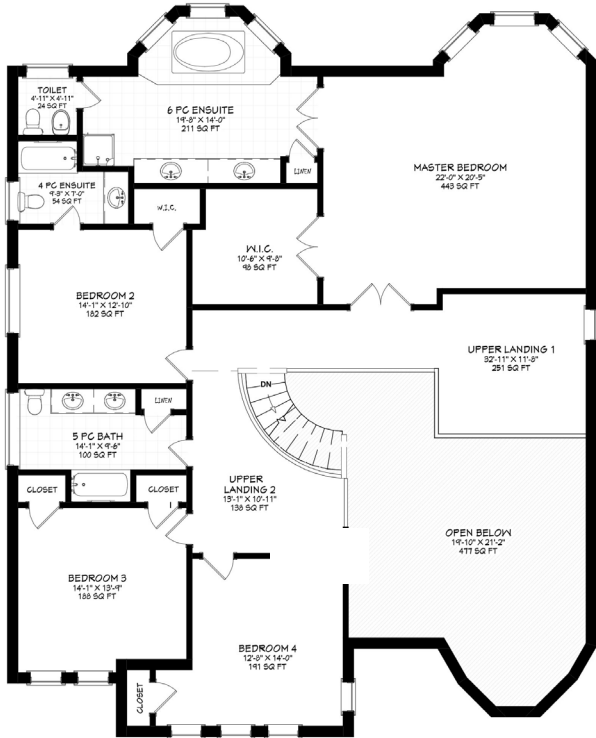 TOILET
4'-11" X 4'-11"
24 SQ FT
6 PC ENSUITE
19'-8" X 14'-0"
211 SQ FT
LINEN
MASTER BEDROOM
22'-0" X 20'-5"
443 SQ FT
4 PC ENSUITE
9'-3" X 7'-0"
54 SQ FT
W.I.C.
W.I.C.
10'-6" X 9'-8"
98 SQ FT
BEDROOM 2
14'-1" X 12'-10"
182 SQ FT
UPPER LANDING 1
32'-11" X 11'-8"
251 SQ FT
DN
LINEN
5 PC BATH
14'-1" X 9'-6"
100 SQ FT
CLOSET
CLOSET
UPPER
LANDING 2
13'-1" X 10'-11"
138 SQ FT
OPEN BELOW
19'-10" X 21'-2"
477 SQ FT
BEDROOM 3
14'-1" X 13'-9"
188 SQ FT
BEDROOM 4
12'-8" X 14'-0"
191 SQ FT
CLOSET